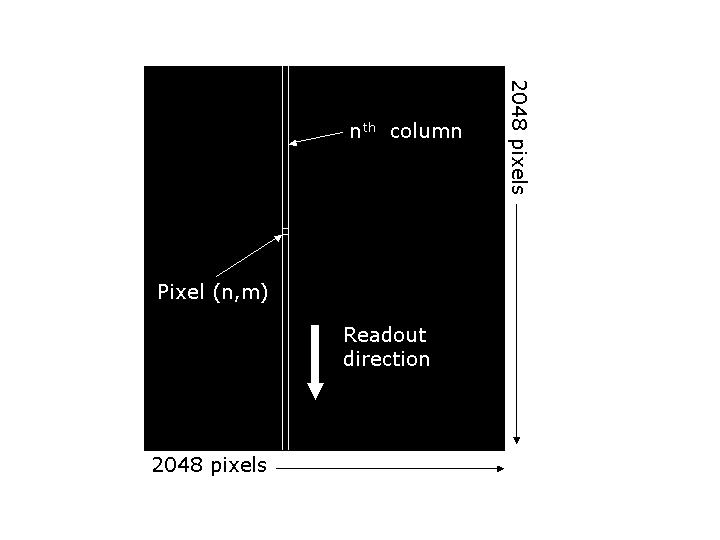 2048 pixels
nth column
Pixel (n,m)
Readout
direction
2048 pixels